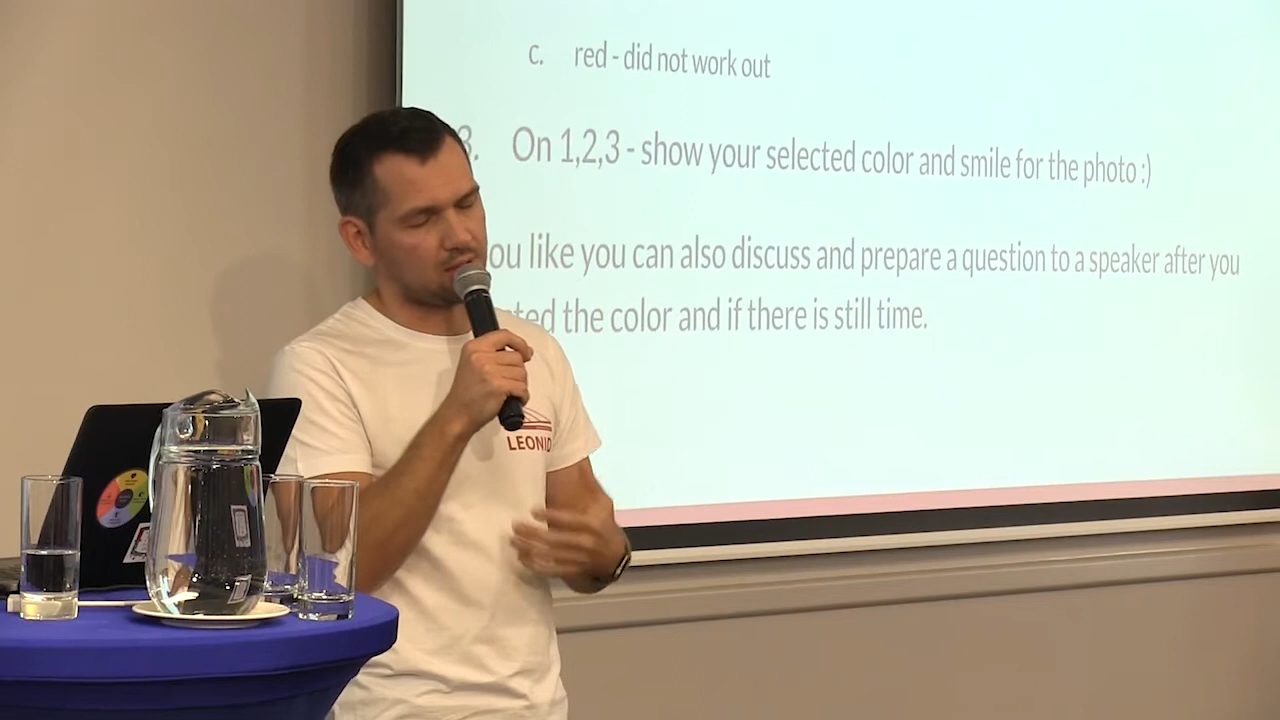 c. red - did not work out
3. On 1,2,3 - show your selected color and smile for the photo :)
you like you can also discuss and prepare a question to a speaker after you
the color and if there is still time.
LEONID